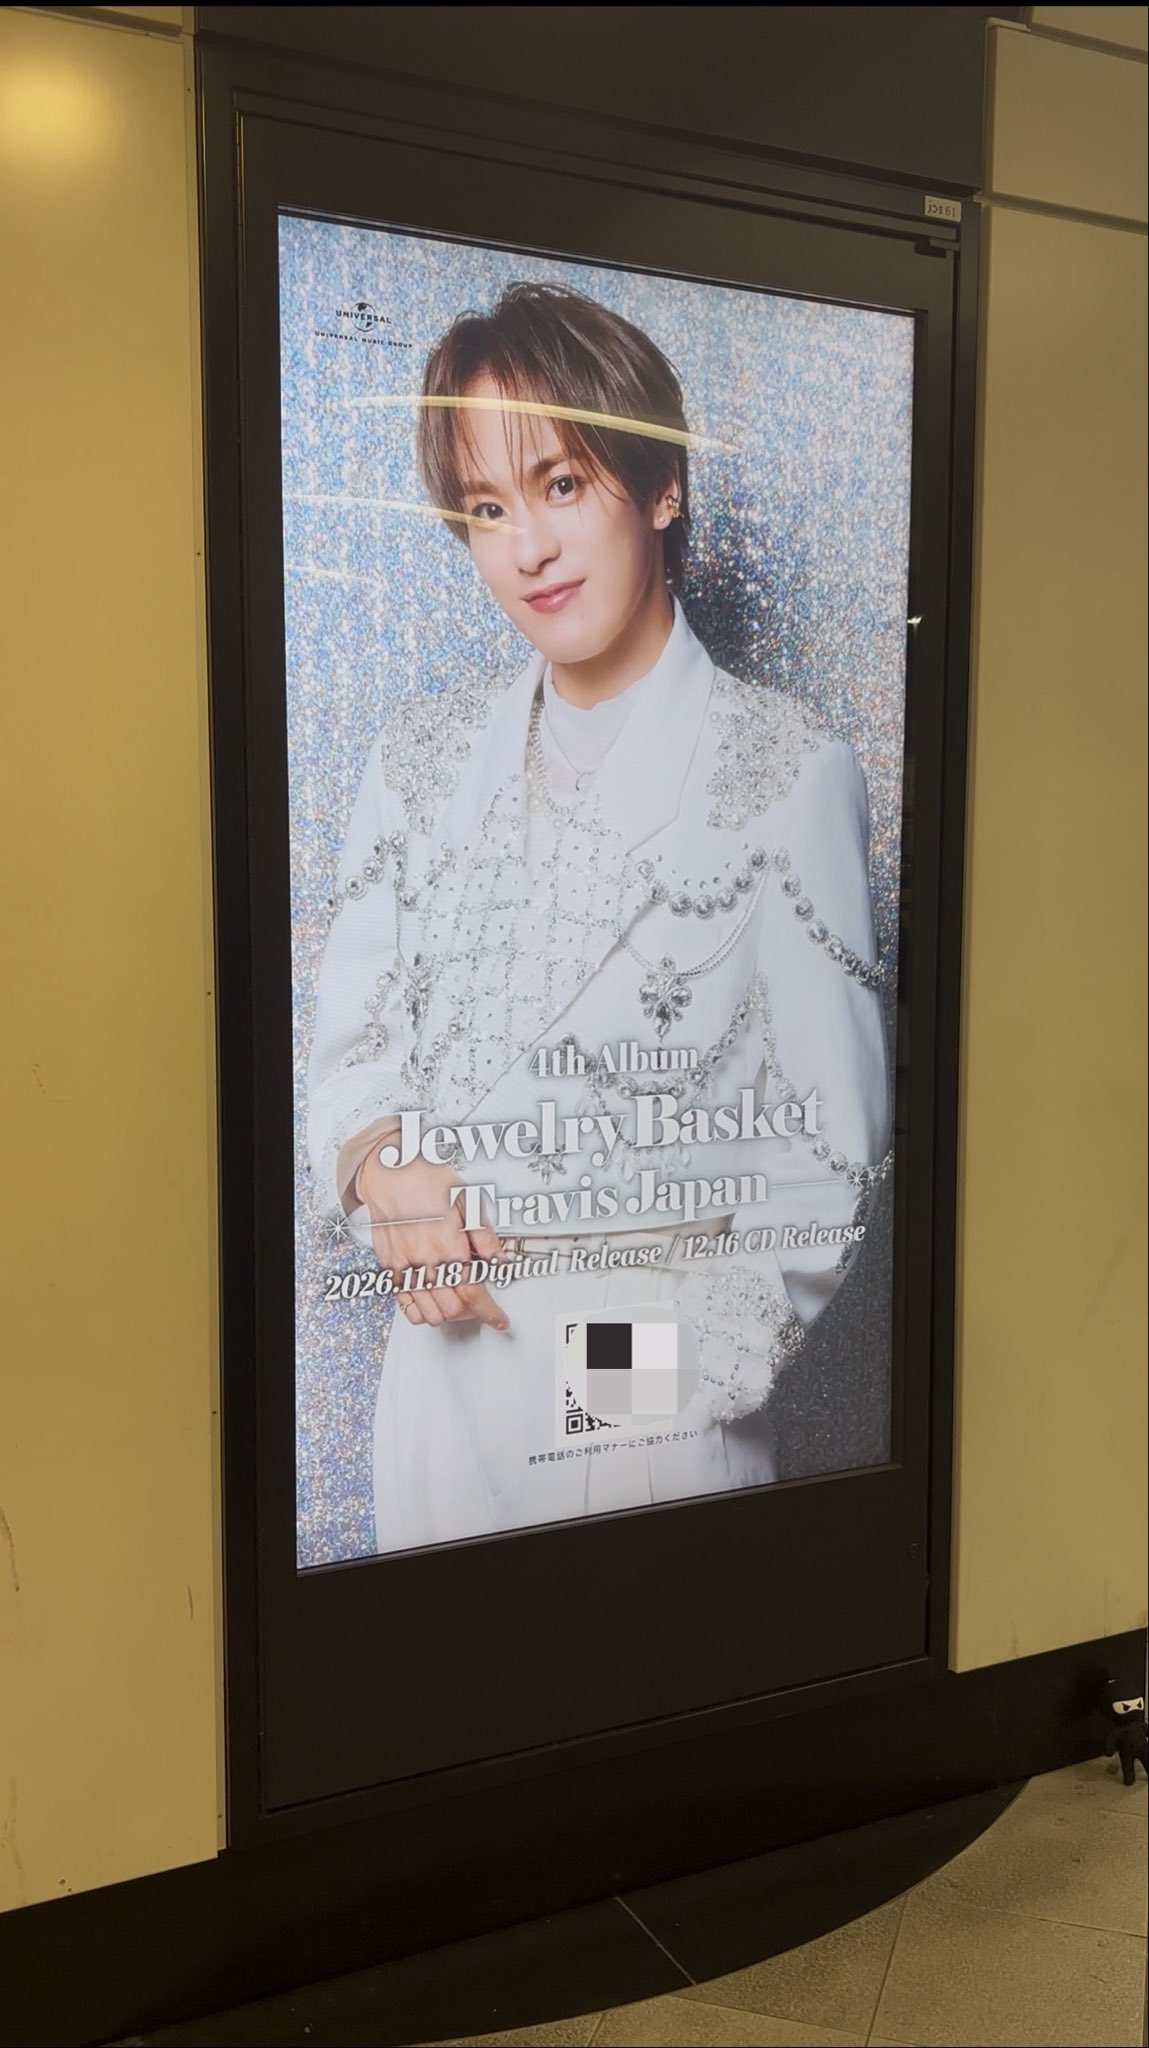 UNIVERSAL
UNIVERSAL MUSIC GROUP
4th Album
Jewelry Basket
Travis Japan
2026.11.18 Digital Release / 12.16 CD Release
携帯電話のご利用マナーにご協力ください